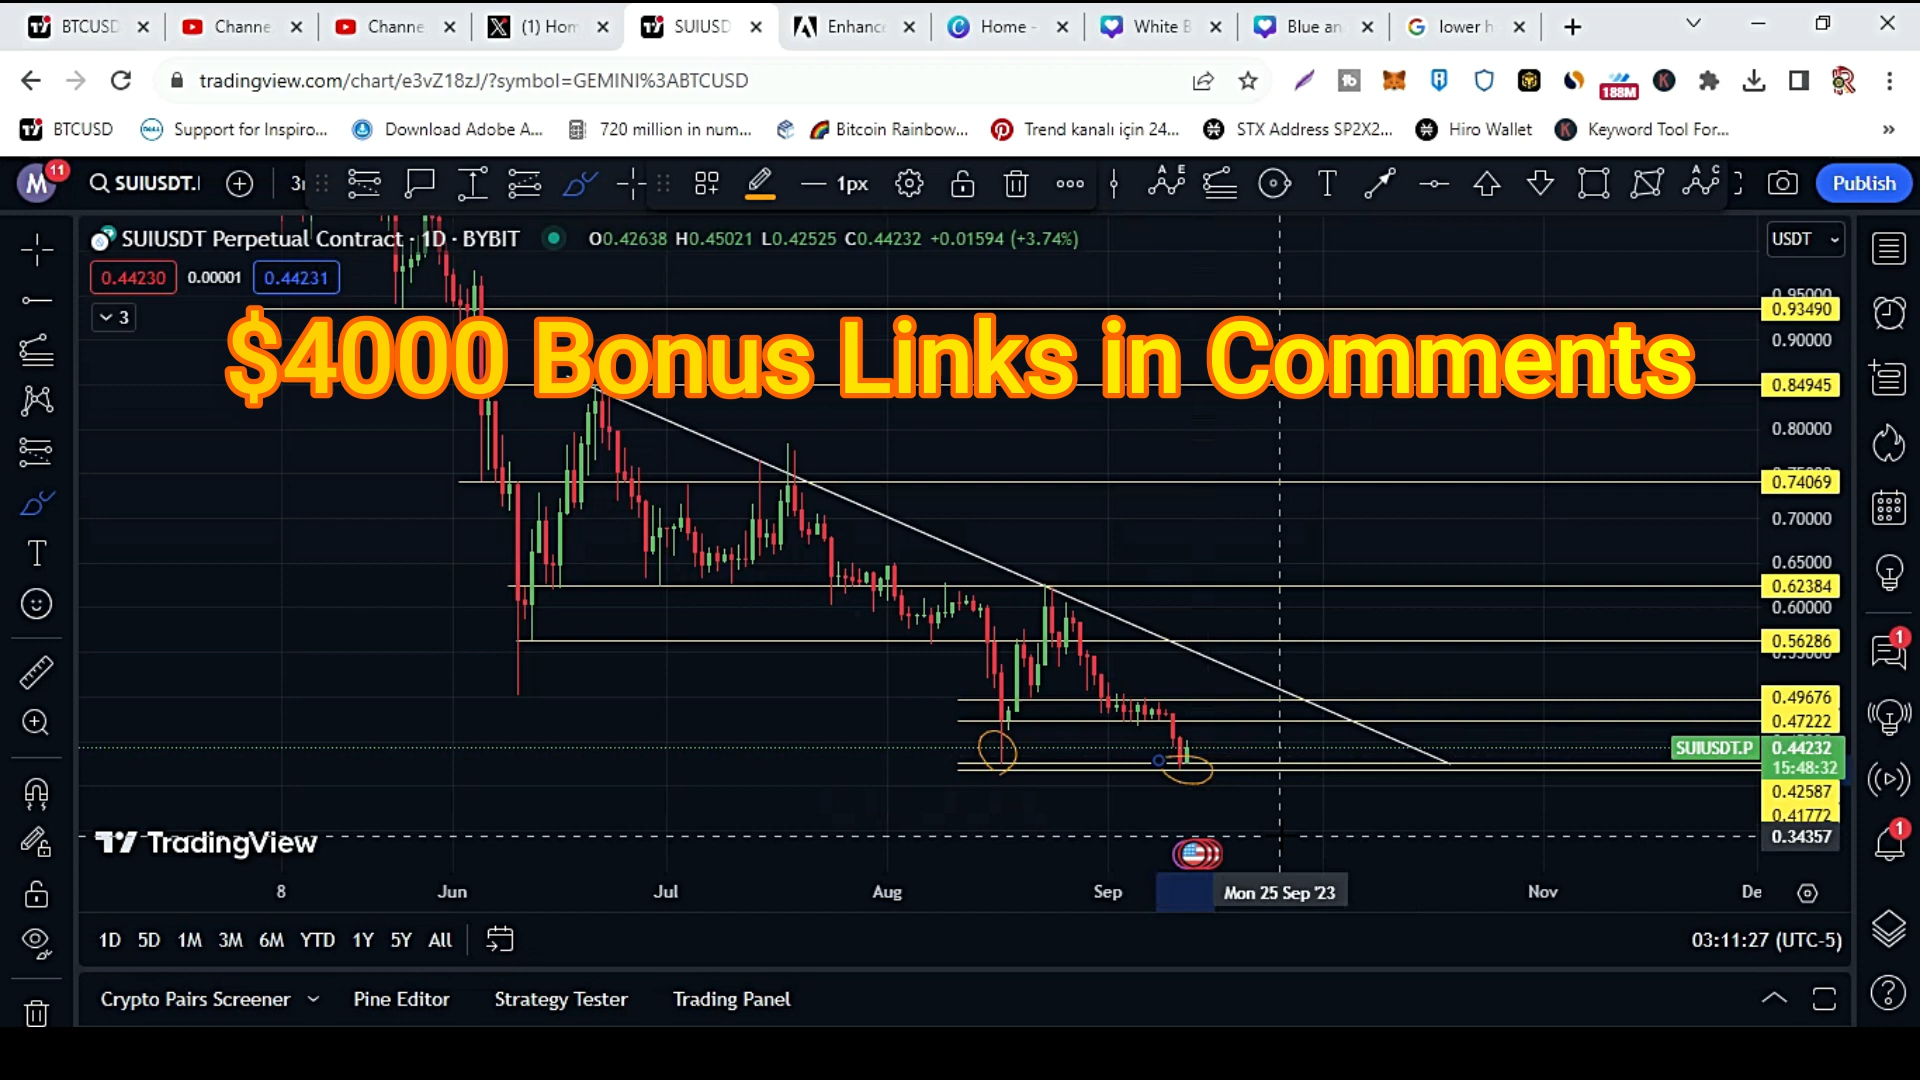 BTCUSD
Channe
Channe
(1) Hom
SUIUSD
Enhance
Home -
White B
Blue an
lower h
tradingview.com/chart/e3vZ18zJ/?symbol=GEMINI%3ABTCUSD
188M
BTCUSD
Support for Inspiro...
Download Adobe A...
720 million in num...
Bitcoin Rainbow...
Trend kanalı için 24...
STX Address SP2X2...
Hiro Wallet
Keyword Tool For...
M 11
SUIUSDT.
1px
Publish
SUIUSDT Perpetual Contract · 1D · BYBIT
O0.42638 H0.45021 L0.42525 C0.44232 +0.01594 (+3.74%)
USDT
0.44230 0.00001 0.44231
3
$4000 Bonus Links in Comments
0.95000
0.93490
0.90000
0.84945
0.80000
0.74069
0.70000
0.65000
0.62384
0.60000
0.56286
0.55000
0.49676
0.47222
SUIUSDT.P 0.44232
15:48:32
0.42587
0.41772
0.34357
TradingView
8 Jun Jul Aug Sep Mon 25 Sep '23 Nov De
1D 5D 1M 3M 6M YTD 1Y 5Y All
03:11:27 (UTC-5)
Crypto Pairs Screener Pine Editor Strategy Tester Trading Panel